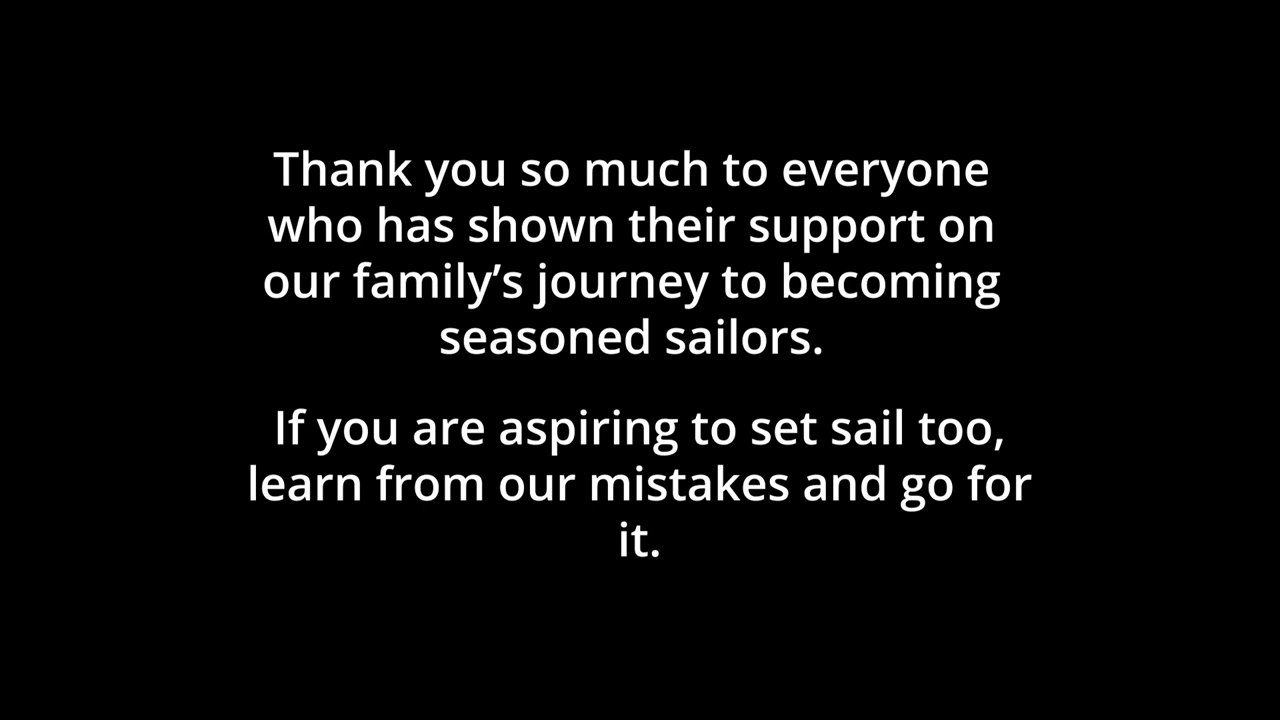 Thank you so much to everyone
who has shown their support on
our family’s journey to becoming
seasoned sailors.
If you are aspiring to set sail too,
learn from our mistakes and go for
it.